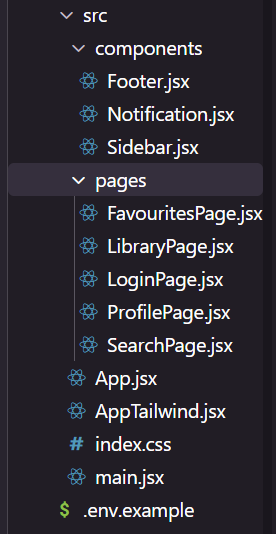 src
components
Footer.jsx
Notification.jsx
Sidebar.jsx
pages
FavouritesPage.jsx
LibraryPage.jsx
LoginPage.jsx
ProfilePage.jsx
SearchPage.jsx
App.jsx
AppTailwind.jsx
# index.css
main.jsx
$ .env.example